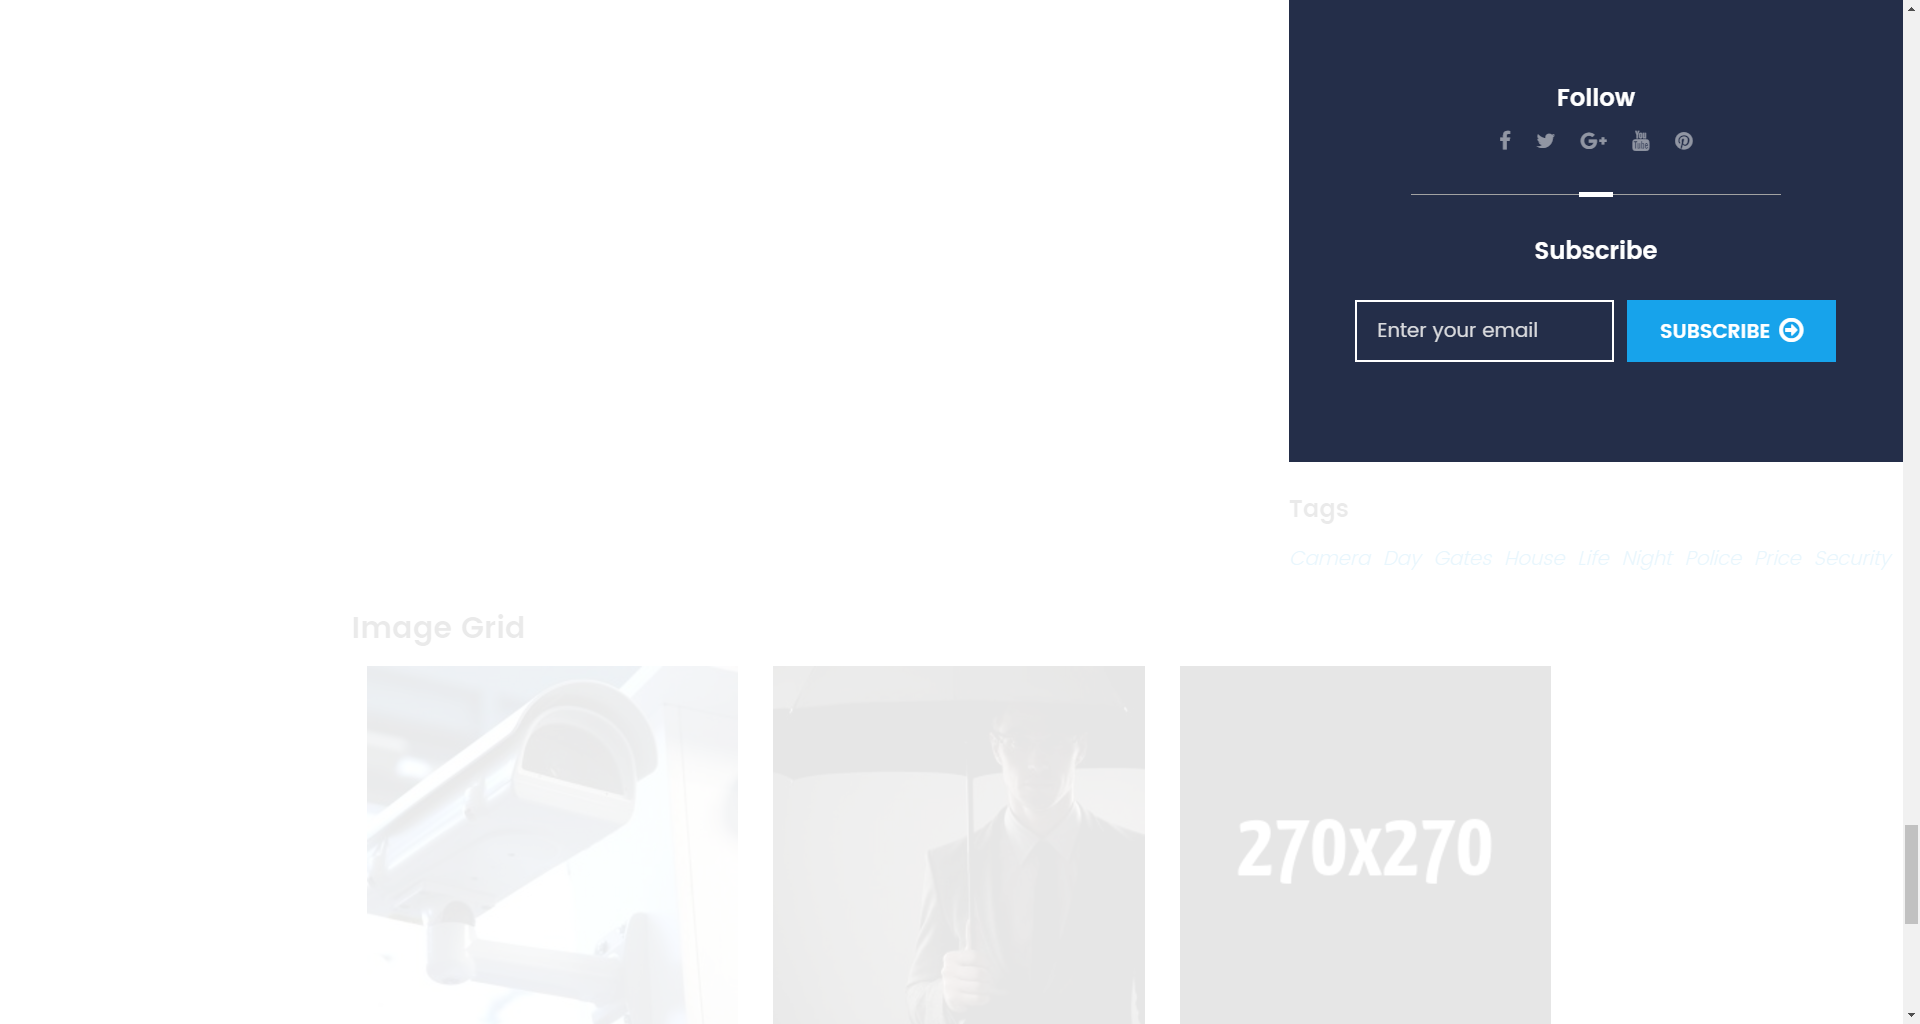 Follow
Subscribe
Enter your email
SUBSCRIBE
Tags
Camera Day Gates House Life Night Police Price Security
Image Grid
270x270